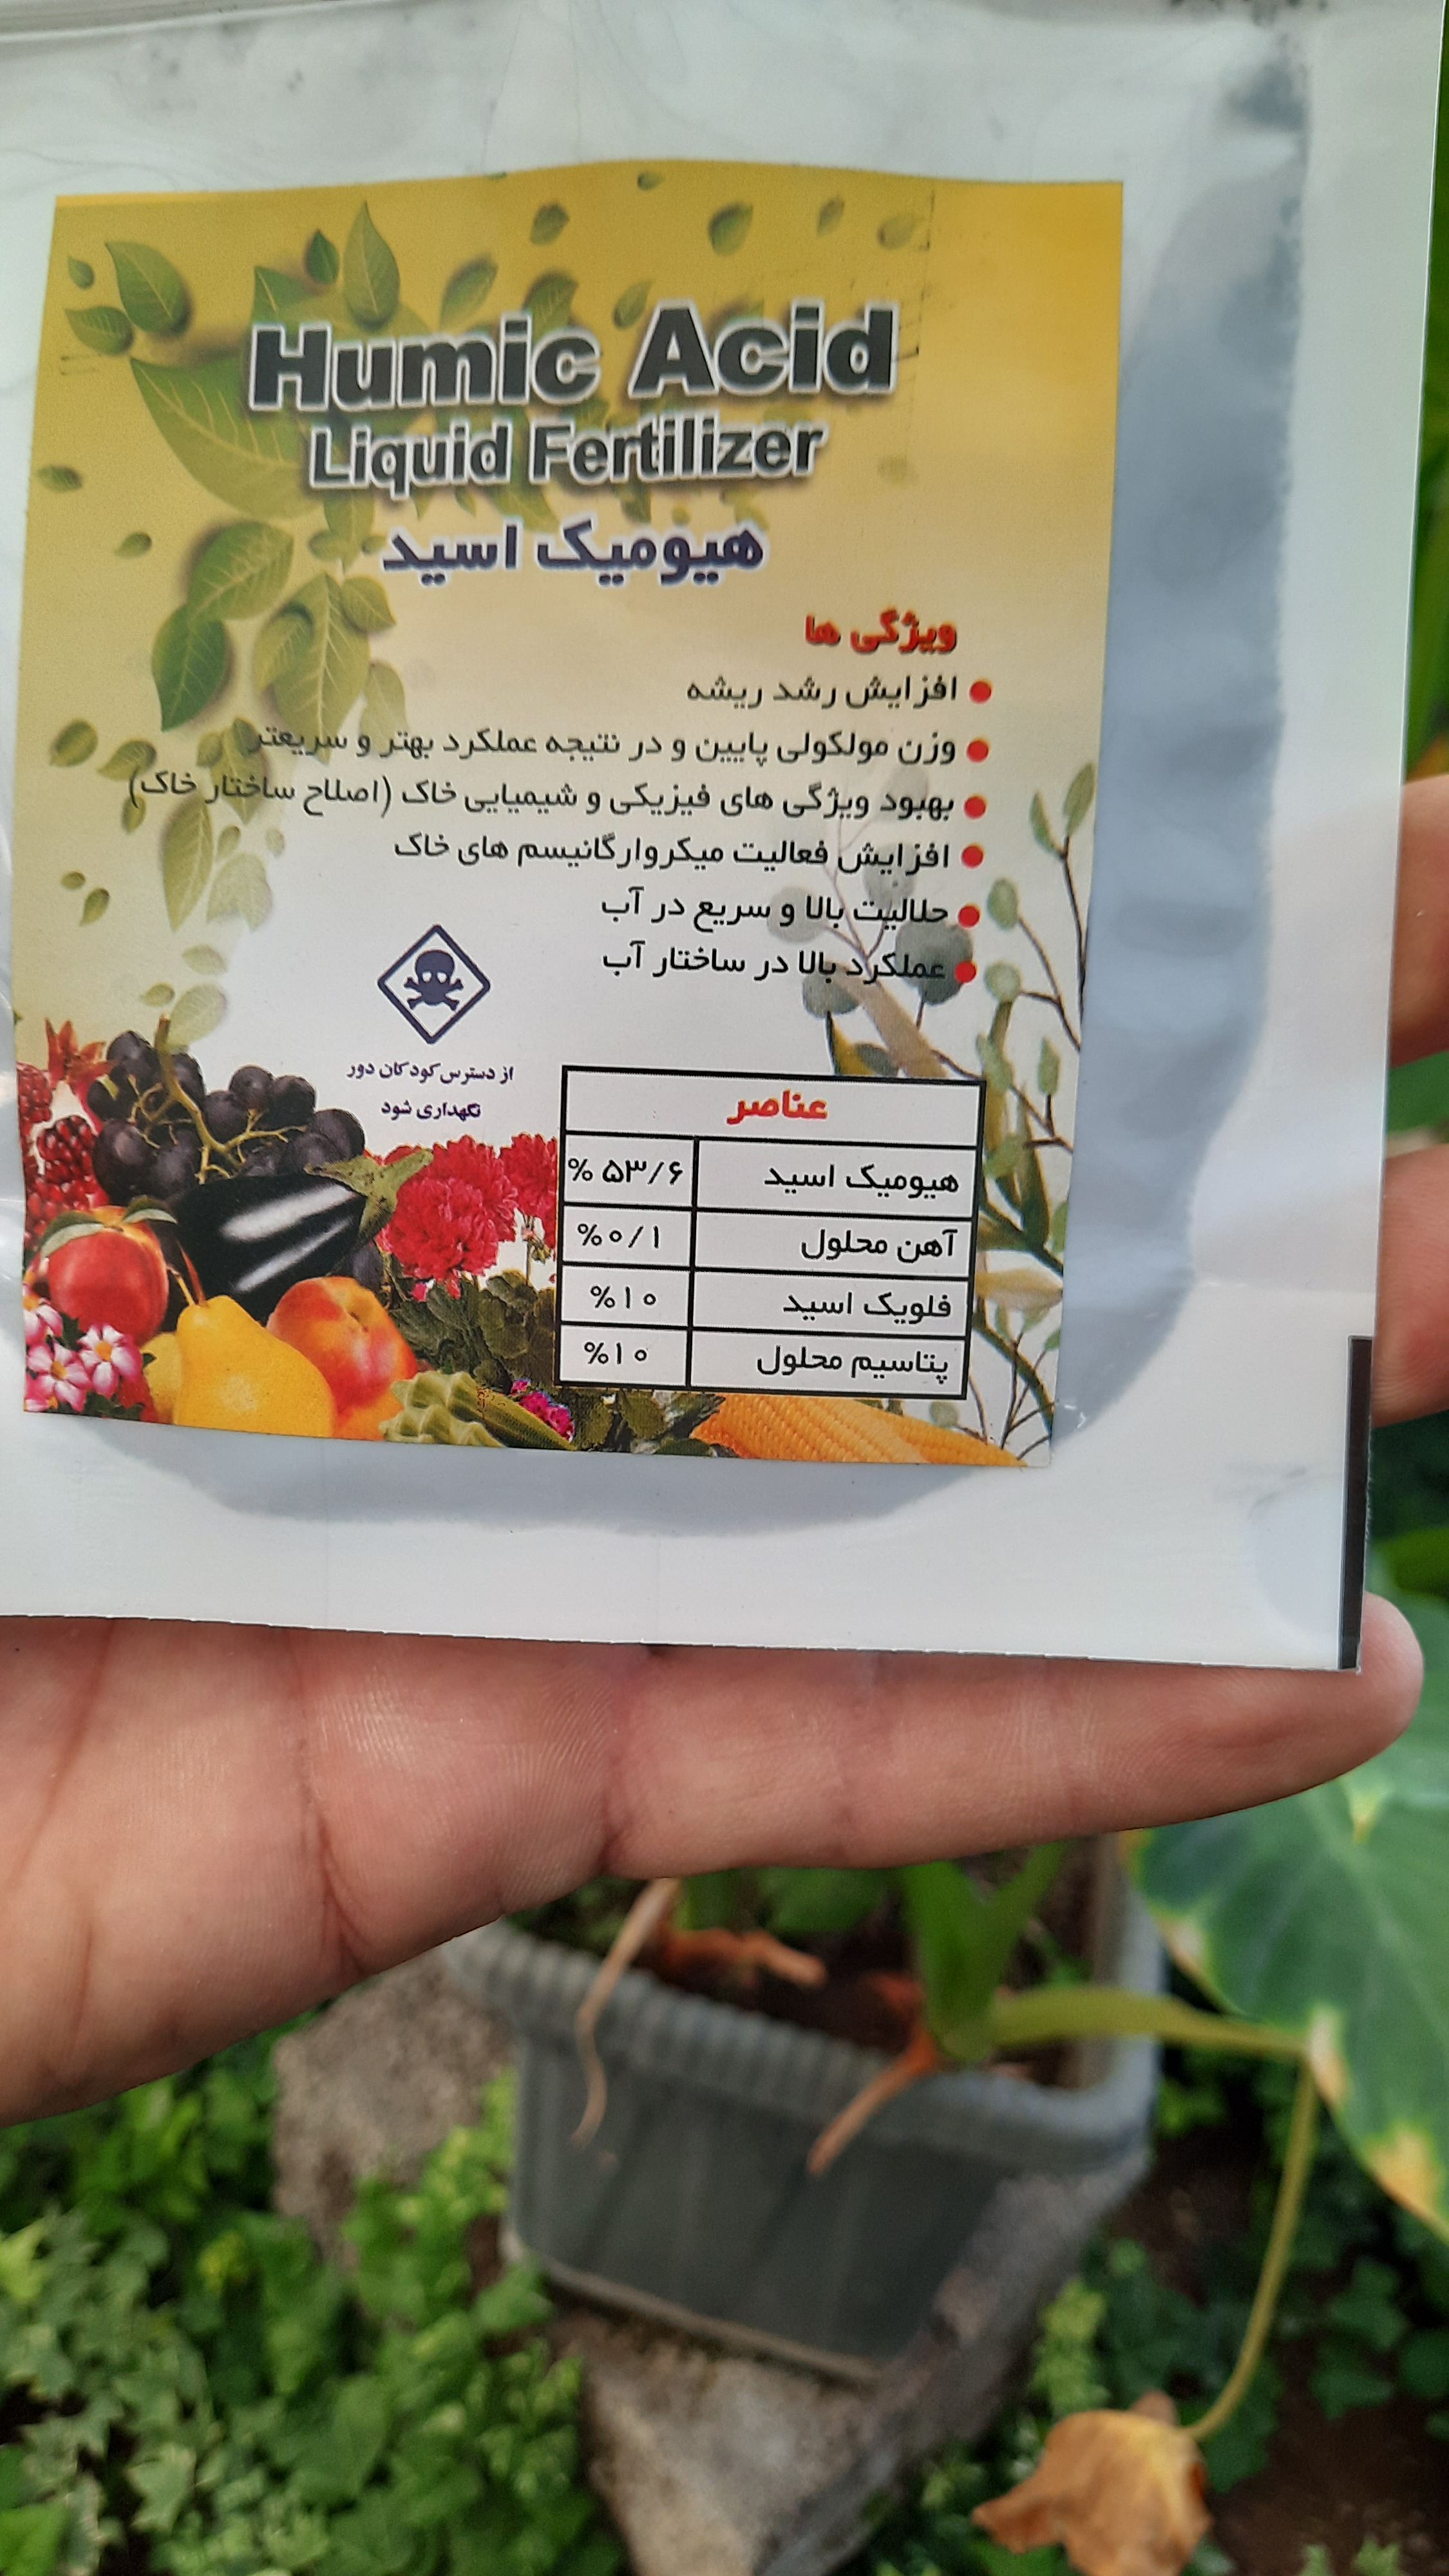 Humic Acid
Liquid Fertilizer
هیومیک اسید
ویژگی ها
افزایش رشد ریشه
وزن مولکولی پایین و در نتیجه عملکرد بهتر و سریعتر
بهبود ویژگی های فیزیکی و شیمیایی خاک (اصلاح ساختار خاک)
افزایش فعالیت میکروارگانیسم های خاک
حلالیت بالا و سریع در آب
عملکرد بالا در ساختار آب
از دسترس کودکان دور
نگهداری شود
عناصر
هیومیک اسید ۵۳/۶ %
آهن محلول ۰/۱%
فلویک اسید ۱۰%
پتاسیم محلول ۱۰%